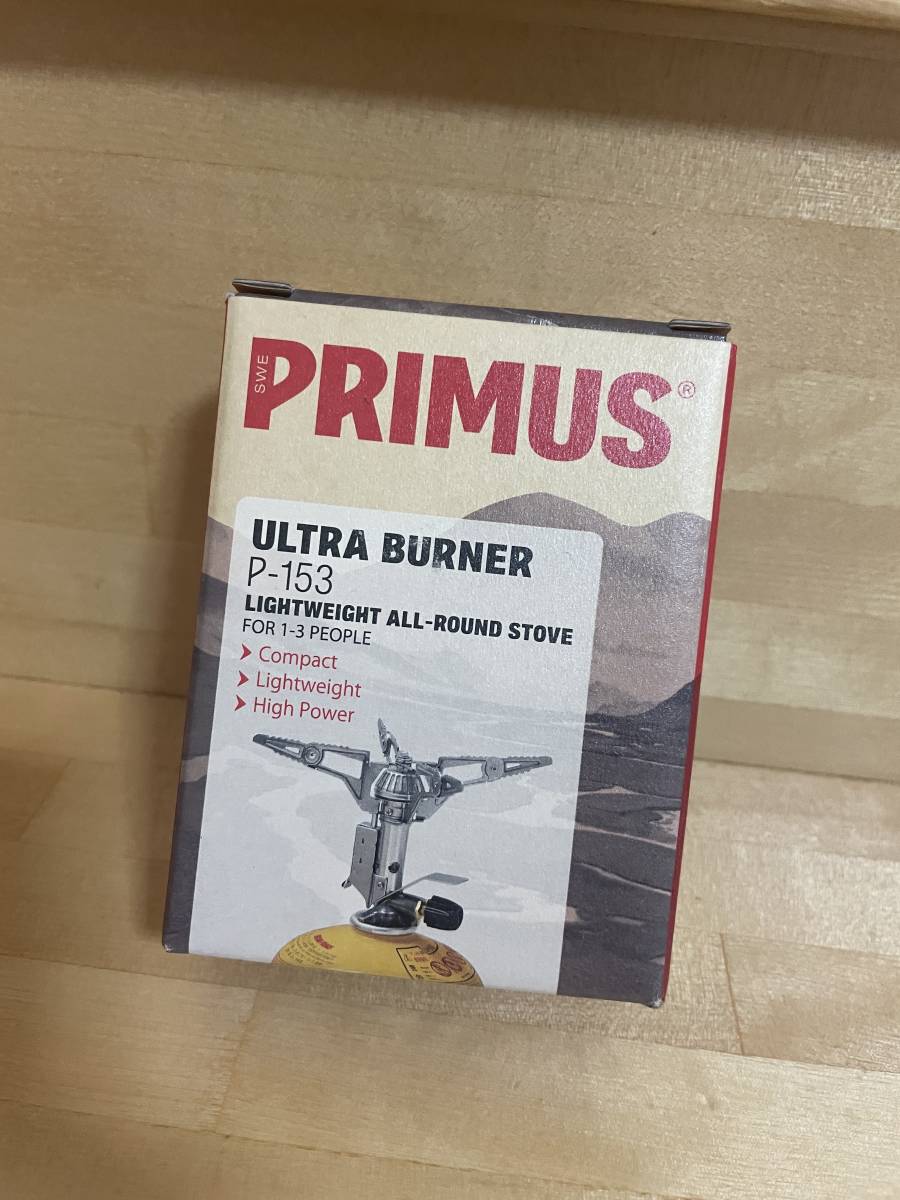 SWE
PRIMUS®
ULTRA BURNER
P-153
LIGHTWEIGHT ALL-ROUND STOVE
FOR 1-3 PEOPLE
Compact
Lightweight
High Power